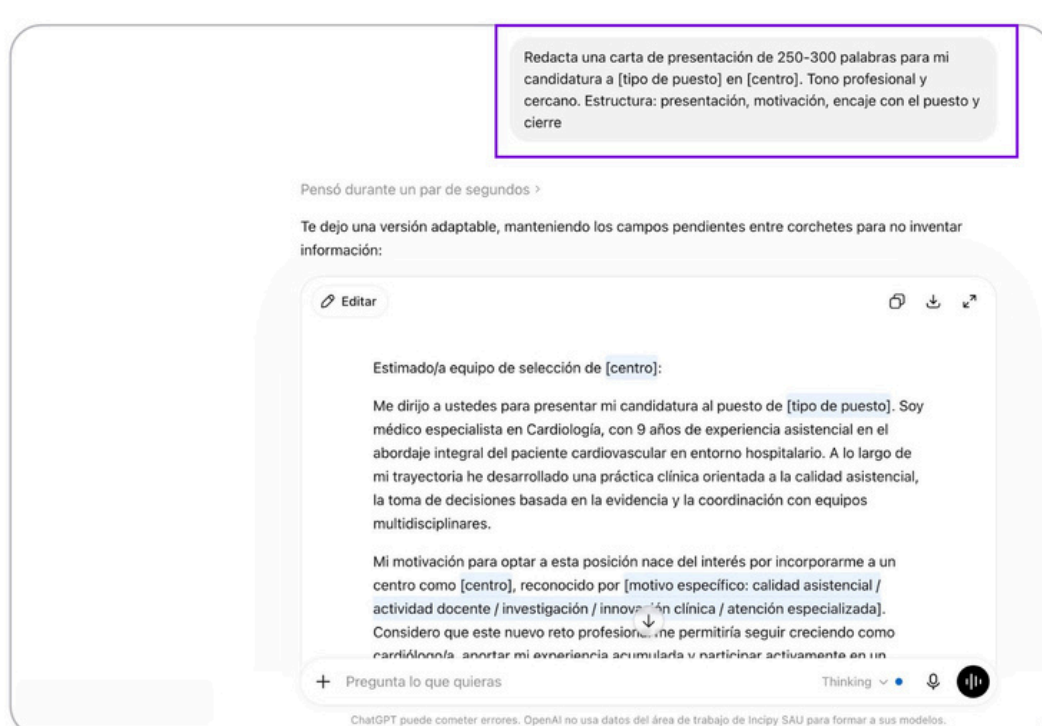 Redacta una carta de presentación de 250-300 palabras para mi
candidatura a [tipo de puesto] en [centro]. Tono profesional y
cercano. Estructura: presentación, motivación, encaje con el puesto y
cierre
Pensó durante un par de segundos >
Te dejo una versión adaptable, manteniendo los campos pendientes entre corchetes para no inventar
información:
Editar
Estimado/a equipo de selección de [centro]:
Me dirijo a ustedes para presentar mi candidatura al puesto de [tipo de puesto]. Soy
médico especialista en Cardiología, con 9 años de experiencia asistencial en el
abordaje integral del paciente cardiovascular en entorno hospitalario. A lo largo de
mi trayectoria he desarrollado una práctica clínica orientada a la calidad asistencial,
la toma de decisiones basada en la evidencia y la coordinación con equipos
multidisciplinares.
Mi motivación para optar a esta posición nace del interés por incorporarme a un
centro como [centro], reconocido por [motivo específico: calidad asistencial /
actividad docente / investigación / innovación clínica / atención especializada].
Considero que este nuevo reto profesional me permitiría seguir creciendo como
cardiólogo/a, aportar mi experiencia acumulada y participar activamente en un
Pregunta lo que quieras
Thinking
ChatGPT puede cometer errores. OpenAI no usa datos del área de trabajo de Incipy SAU para formar a sus modelos.